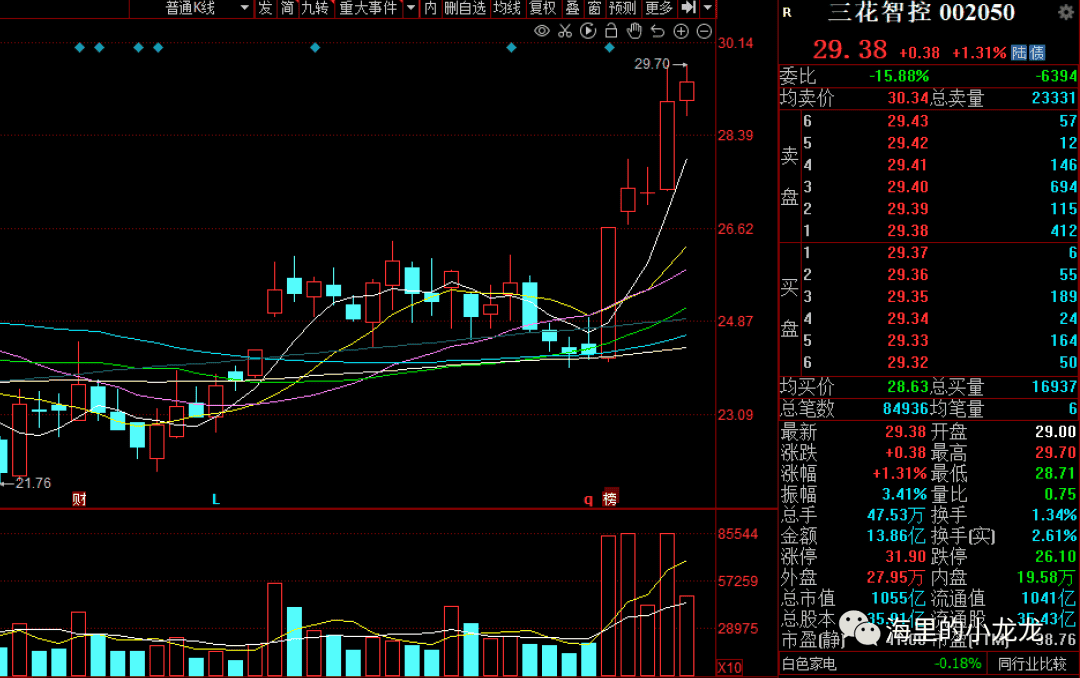 普通K线 发 简 九转 重大事件 内 删自选 均线 复权 叠 窗 预测 更多
R 三花智控 002050
29.38 +0.38 +1.31% 陆 债
30.14
29.70
28.39
26.62
24.87
23.09
21.76
财 L q 榜
85544
57259
28975
X10
委比 -15.88% -6394
均卖价 30.34 总卖量 23331
卖盘
6 29.43 57
5 29.42 12
4 29.41 146
3 29.40 694
2 29.39 115
1 29.38 412
买盘
1 29.37 6
2 29.36 55
3 29.35 189
4 29.34 24
5 29.33 164
6 29.32 50
均买价 28.63 总买量 16937
总笔数 84936 均笔量 6
最新 29.38 开盘 29.00
涨跌 +0.38 最高 29.70
涨幅 +1.31% 最低 28.71
振幅 3.41% 量比 0.75
总手 47.53万 换手 1.34%
金额 13.86亿 换手(实) 2.61%
涨停 31.90 跌停 26.10
外盘 27.95万 内盘 19.58万
总市值 1055亿 流通值 1041亿
总股本 35.91亿 流通股 35.43亿
市盈(静) 38.76
海里的小龙龙
白色家电 -0.18% 同行业比较